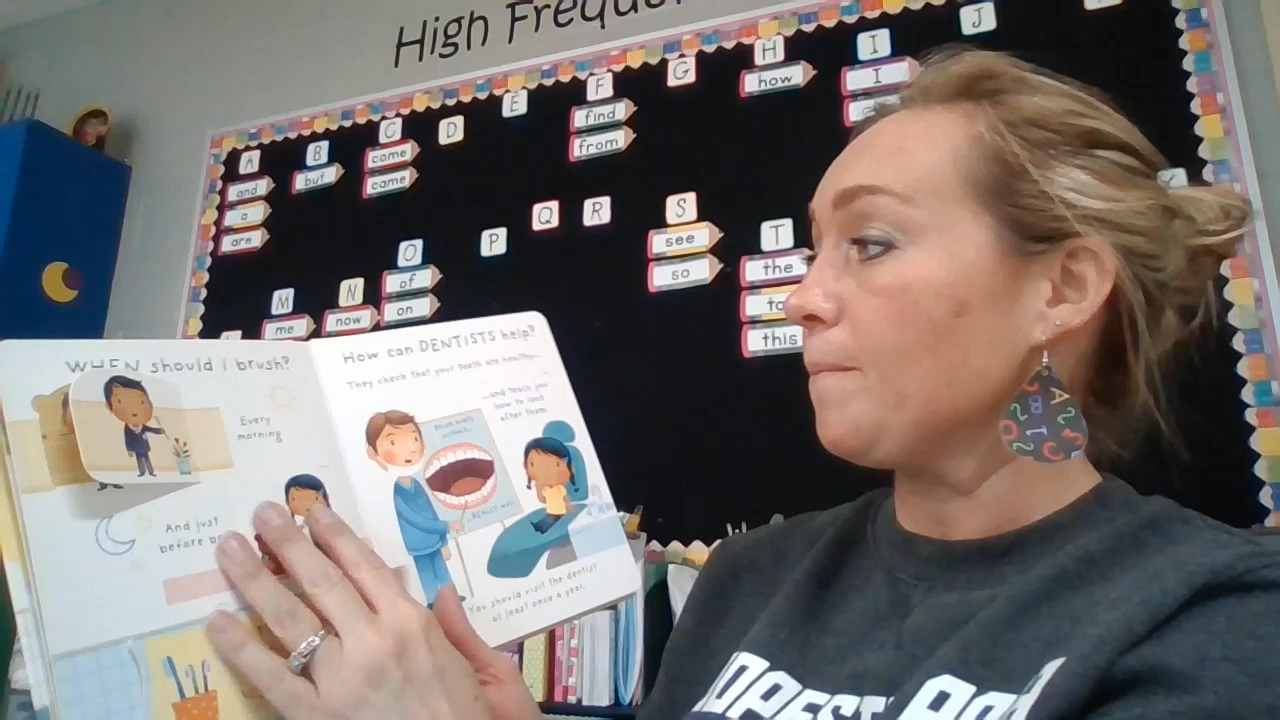 High Freque
A
and
a
are
B
but
C
come
came
D
E
F
find
from
G
H
how
I
I
J
M
me
N
now
O
of
on
P
Q
R
S
see
so
T
the
to
this
WHEN should I brush?
Every
morning
And just
before
How can DENTISTS help?
They check that your teeth are healthy...
...and teach you
how to look
after them.
You should visit the dentist
at least once a year.